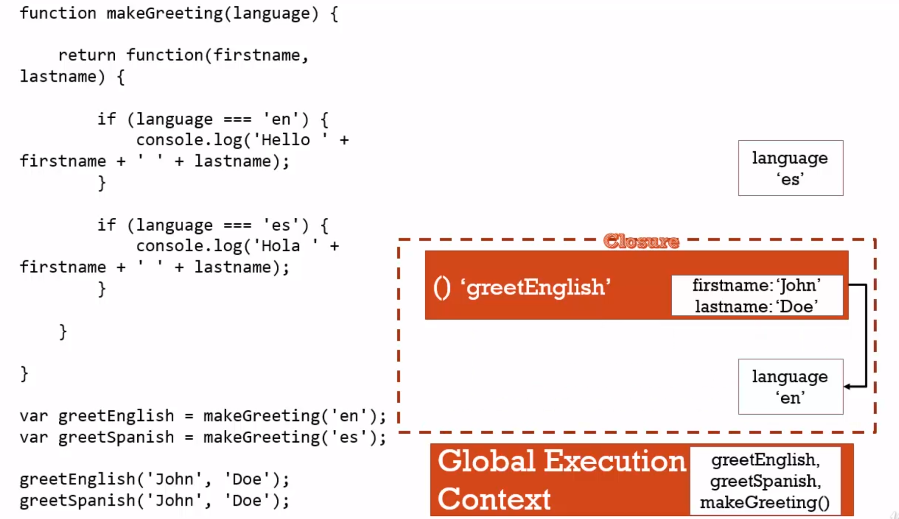 function makeGreeting(language) {
return function(firstname,
lastname) {
if (language === 'en') {
console.log('Hello ' +
firstname + ' ' + lastname);
}
if (language === 'es') {
console.log('Hola ' +
firstname + ' ' + lastname);
}
}
}
var greetEnglish = makeGreeting('en');
var greetSpanish = makeGreeting('es');
greetEnglish('John', 'Doe');
greetSpanish('John', 'Doe');
language
‘es’
Closure
() ‘greetEnglish’
firstname: ‘John’
lastname: ‘Doe’
language
‘en’
Global Execution
Context
greetEnglish,
greetSpanish,
makeGreeting()